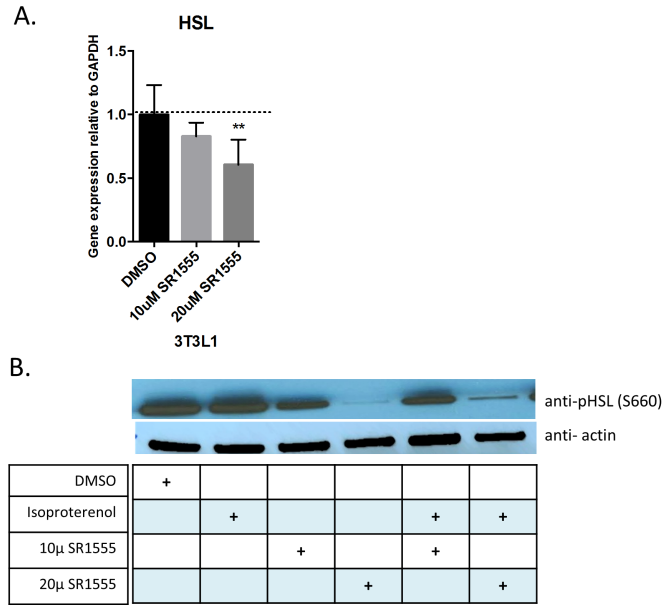 A.
HSL
Gene expression relative to GAPDH
1.5
1.0
0.5
0.0
**
DMSO
10uM SR1555
20uM SR1555
3T3L1
B.
anti-pHSL (S660)
anti- actin
DMSO +
Isoproterenol + + +
10µ SR1555 + +
20µ SR1555 + +